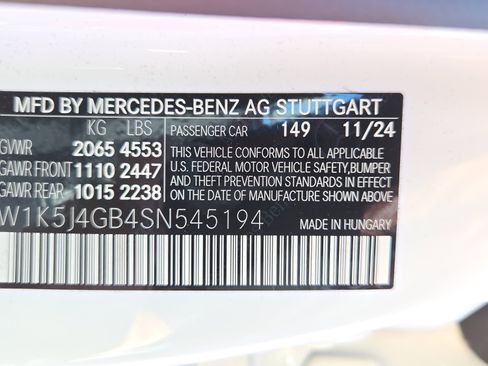 MFD BY MERCEDES-BENZ AG STUTTGART
KG LBS PASSENGER CAR 149 11/24
GVWR 2065 4553
GAWR FRONT 1110 2447
GAWR REAR 1015 2238
THIS VEHICLE CONFORMS TO ALL APPLICABLE
U.S. FEDERAL MOTOR VEHICLE SAFETY,BUMPER
AND THEFT PREVENTION STANDARDS IN EFFECT
ON THE DATE OF MANUFACTURE SHOWN ABOVE.
W1K5J4GB4SN545194
MADE IN HUNGARY